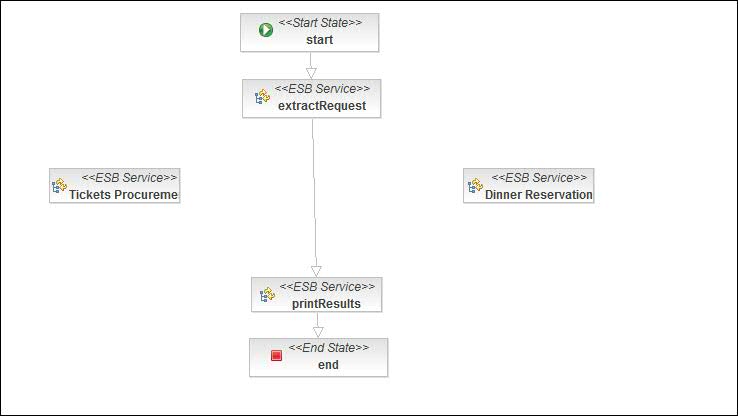 <<Start State>>
start
<<ESB Service>>
extractRequest
<<ESB Service>>
Tickets Procureme
<<ESB Service>>
Dinner Reservation
<<ESB Service>>
printResults
<<End State>>
end